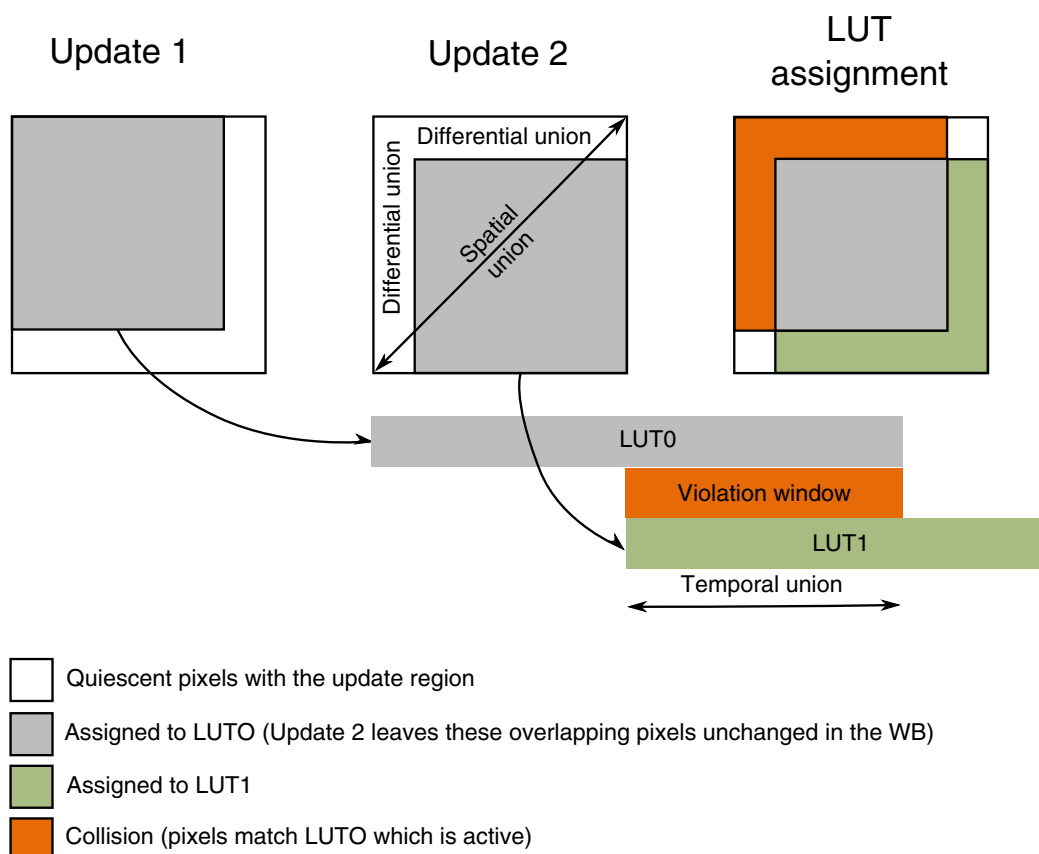 Update 1
Update 2
LUT
assignment
Differential union
Differential union
Spatial
union
LUT0
Violation window
LUT1
Temporal union
Quiescent pixels with the update region
Assigned to LUTO (Update 2 leaves these overlapping pixels unchanged in the WB)
Assigned to LUT1
Collision (pixels match LUTO which is active)